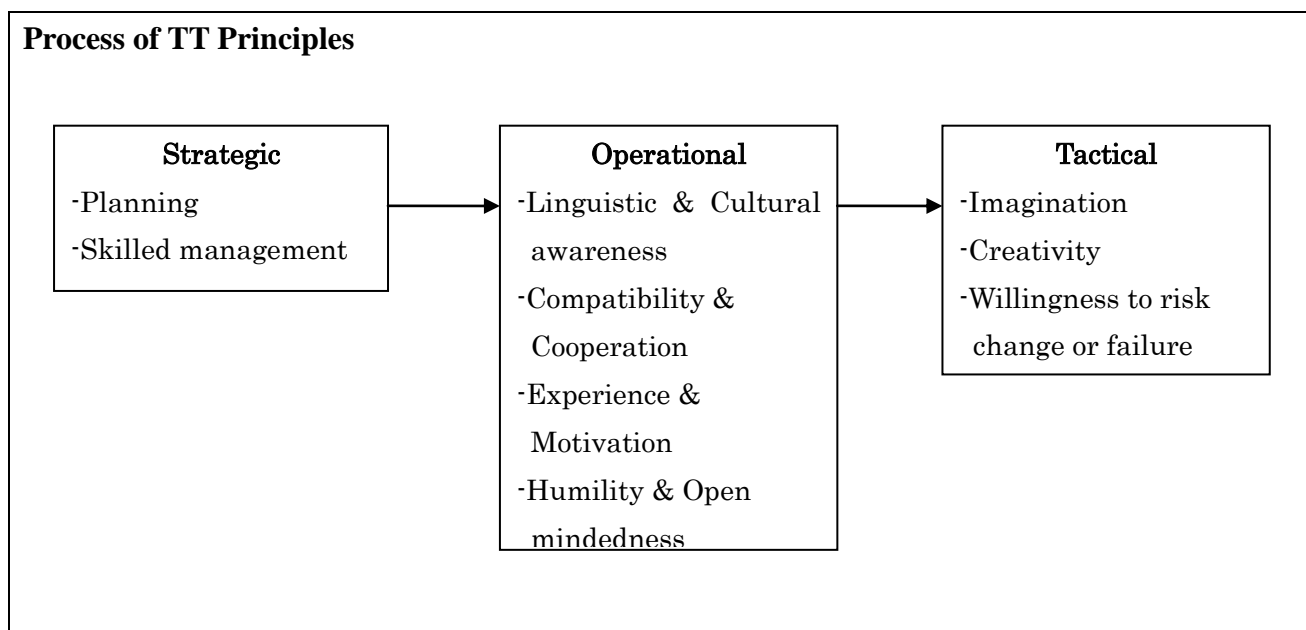 Process of TT Principles
Strategic
-Planning
-Skilled management
Operational
-Linguistic & Cultural
awareness
-Compatibility &
Cooperation
-Experience &
Motivation
-Humility & Open
mindedness
Tactical
-Imagination
-Creativity
-Willingness to risk
change or failure